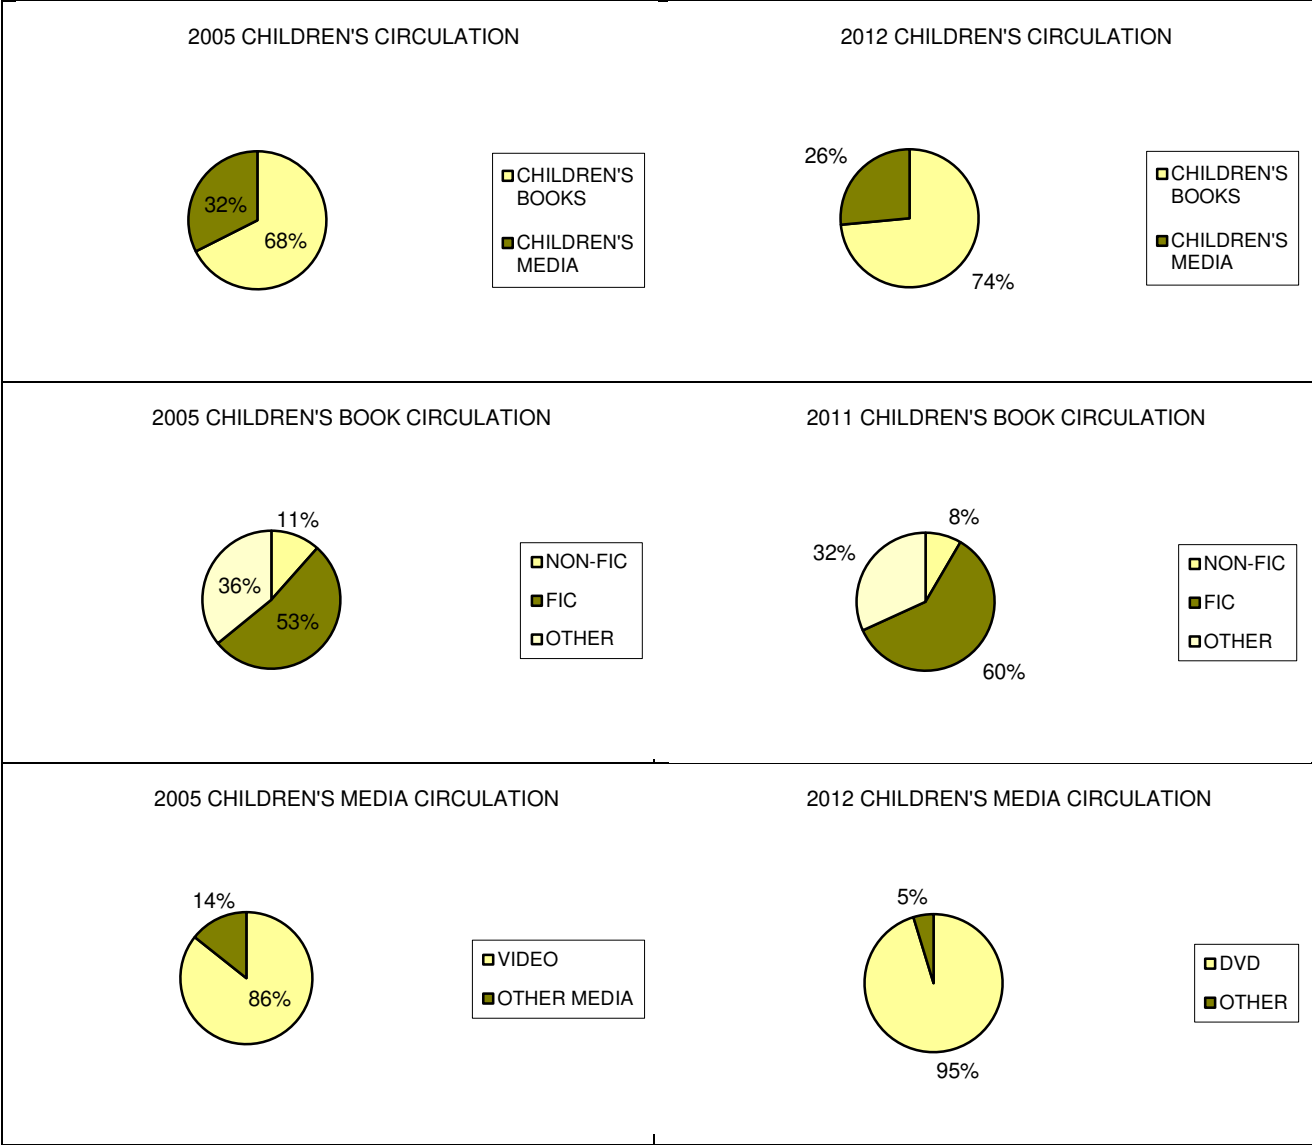 2005 CHILDREN'S CIRCULATION
32%
68%
CHILDREN'S
BOOKS
CHILDREN'S
MEDIA
2012 CHILDREN'S CIRCULATION
26%
74%
CHILDREN'S
BOOKS
CHILDREN'S
MEDIA
2005 CHILDREN'S BOOK CIRCULATION
11%
36%
53%
NON-FIC
FIC
OTHER
2011 CHILDREN'S BOOK CIRCULATION
8%
32%
60%
NON-FIC
FIC
OTHER
2005 CHILDREN'S MEDIA CIRCULATION
14%
86%
VIDEO
OTHER MEDIA
2012 CHILDREN'S MEDIA CIRCULATION
5%
95%
DVD
OTHER